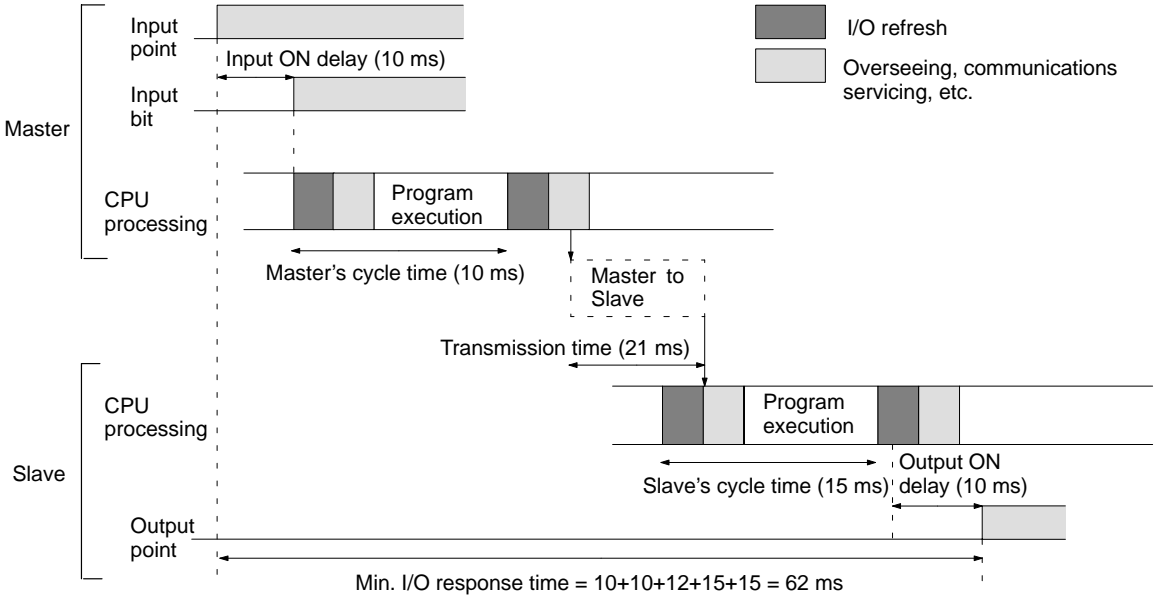 Input
point
I/O refresh
Input ON delay (10 ms)
Overseeing, communications
servicing, etc.
Input
bit
Master
CPU
processing
Program
execution
Master's cycle time (10 ms)
Master to
Slave
Transmission time (21 ms)
CPU
processing
Program
execution
Slave
Slave's cycle time (15 ms)
Output ON
delay (10 ms)
Output
point
Min. I/O response time = 10+10+12+15+15 = 62 ms